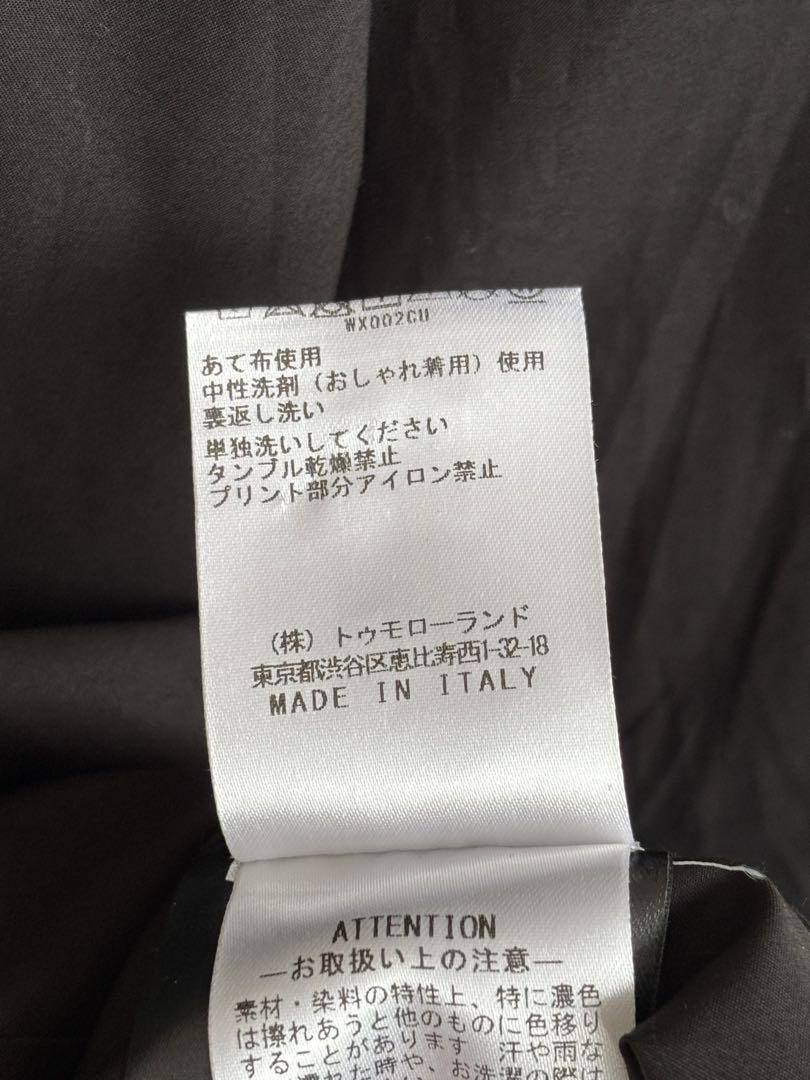 WX002CU
あて布使用
中性洗剤（おしゃれ着用）使用
裏返し洗い
単独洗いしてください
タンブル乾燥禁止
プリント部分アイロン禁止
（株）トゥモローランド
東京都渋谷区恵比寿西1-32-18
MADE IN ITALY
ATTENTION
―お取扱い上の注意―
素材・染料の特性上、特に濃色
は擦れあうと他のものに色移り
することがあります 汗や雨な